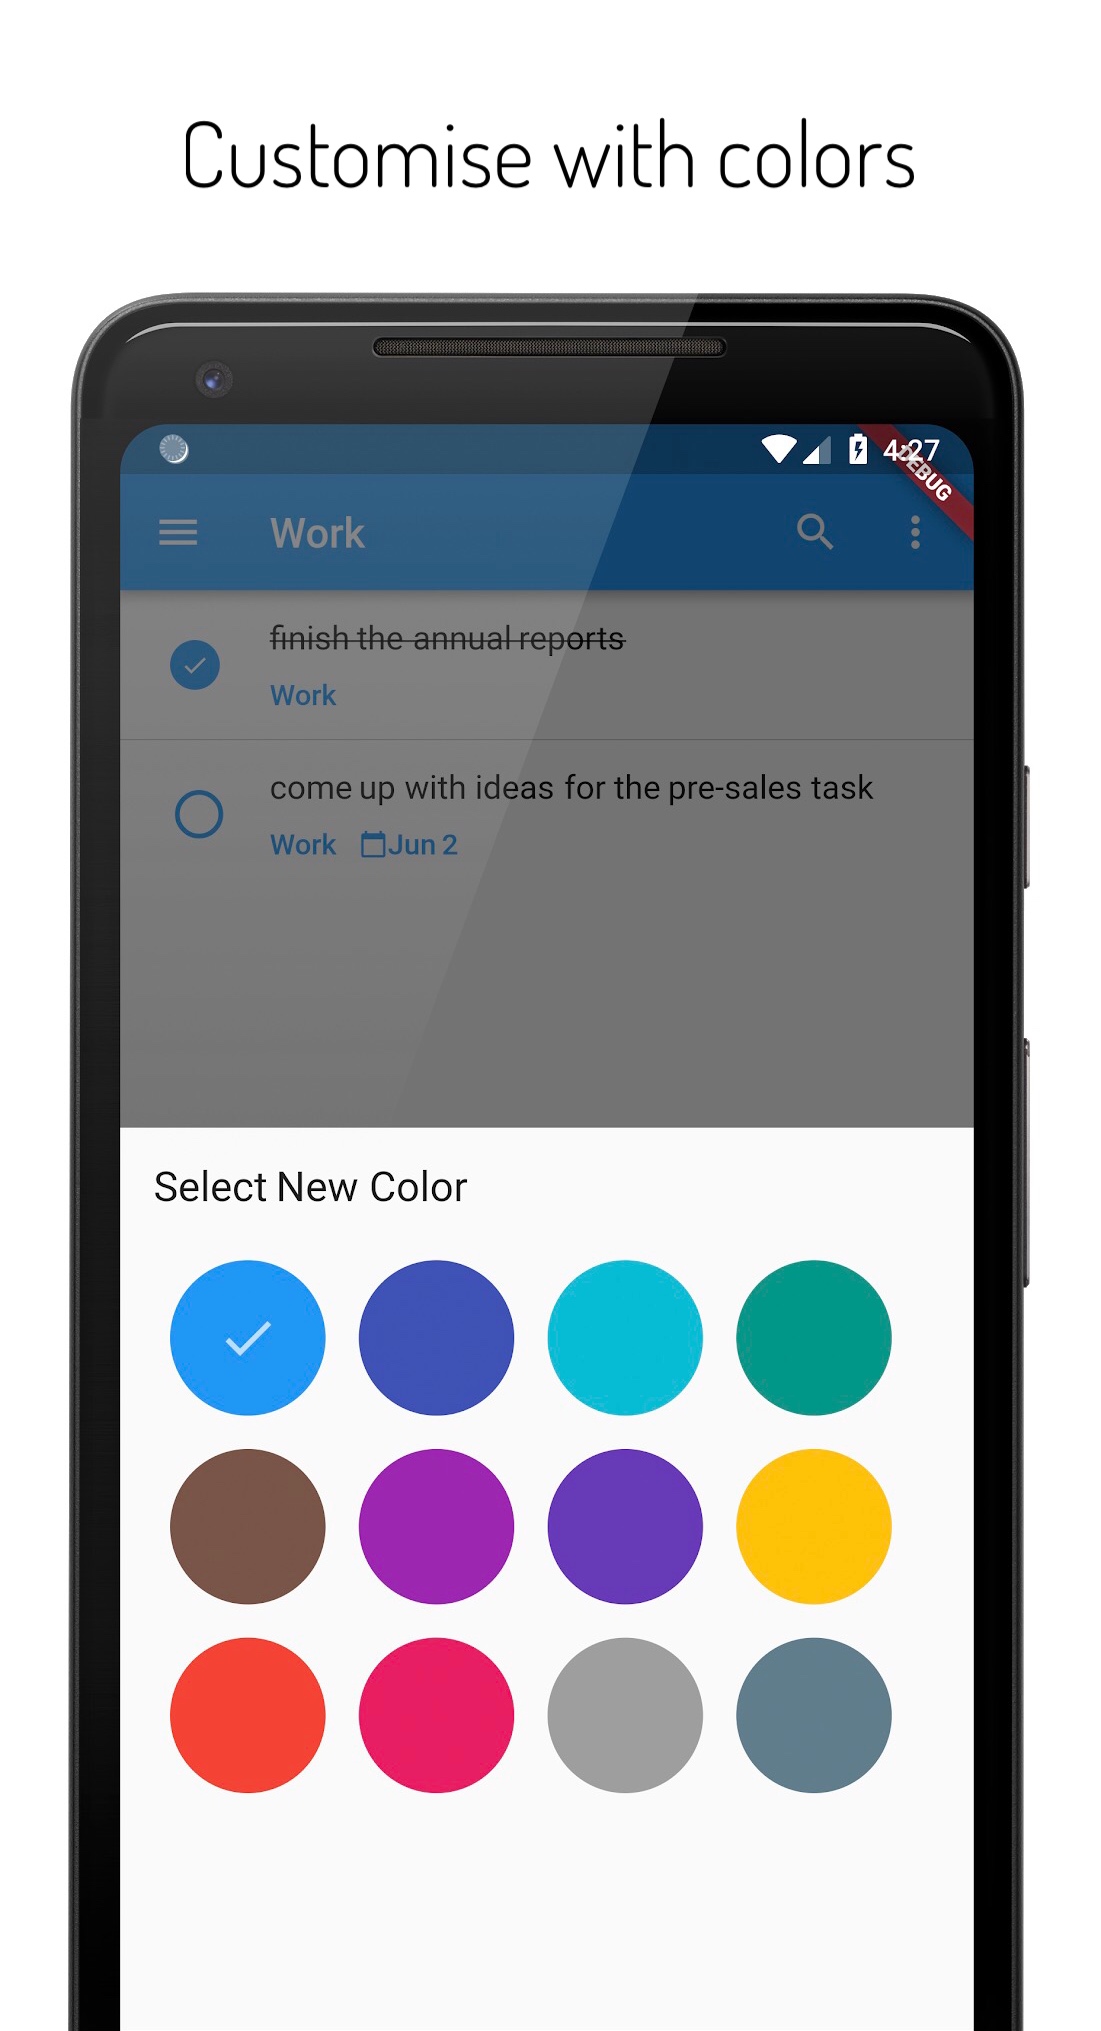 Customise with colors
4:27
DEBUG
Work
finish the annual reports
Work
come up with ideas for the pre-sales task
Work Jun 2
Select New Color